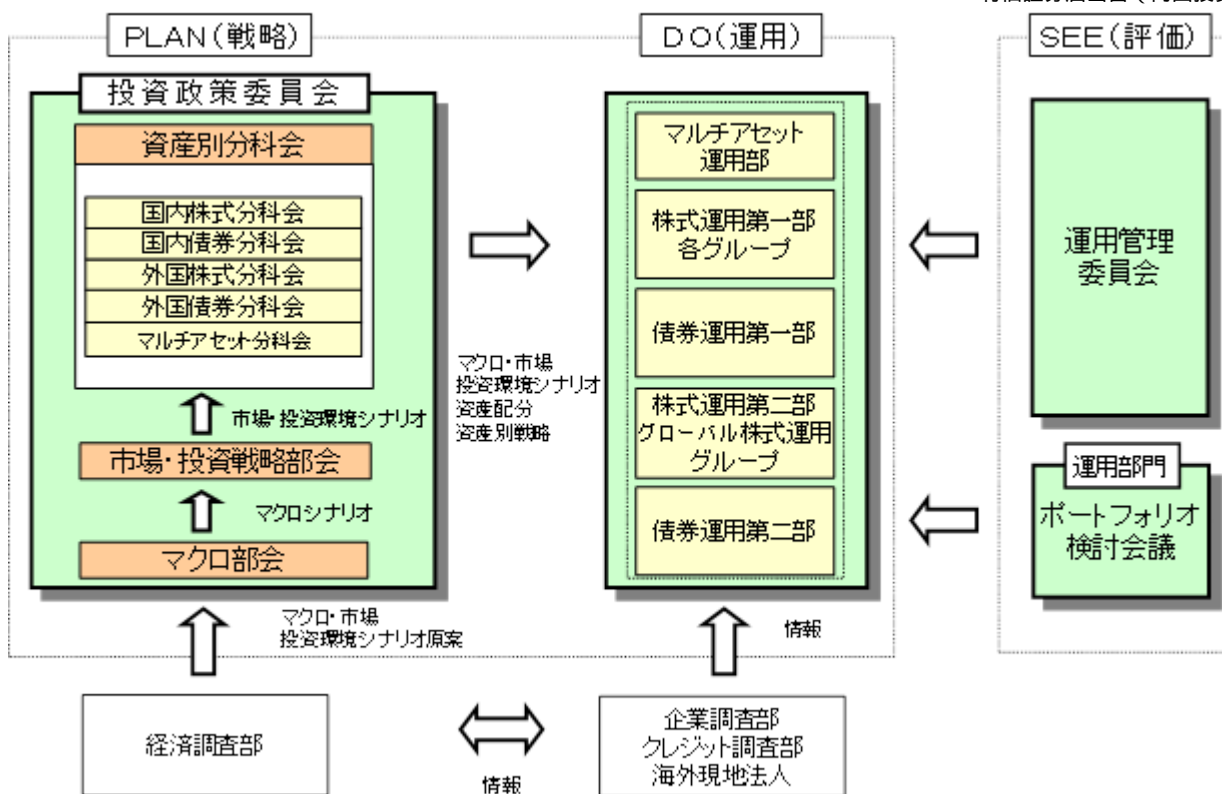 PLAN(戦略)
投資政策委員会
資産別分科会
国内株式分科会
国内債券分科会
外国株式分科会
外国債券分科会
マルチアセット分科会
市場・投資環境シナリオ
市場・投資戦略部会
マクロシナリオ
マクロ部会
マクロ・市場
投資環境シナリオ原案
経済調査部
マクロ・市場
投資環境シナリオ
資産配分
資産別戦略
情報
DO(運用)
マルチアセット
運用部
株式運用第一部
各グループ
債券運用第一部
株式運用第二部
グローバル株式運用
グループ
債券運用第二部
情報
企業調査部
クレジット調査部
海外現地法人
SEE(評価)
運用管理
委員会
運用部門
ポートフォリオ
検討会議